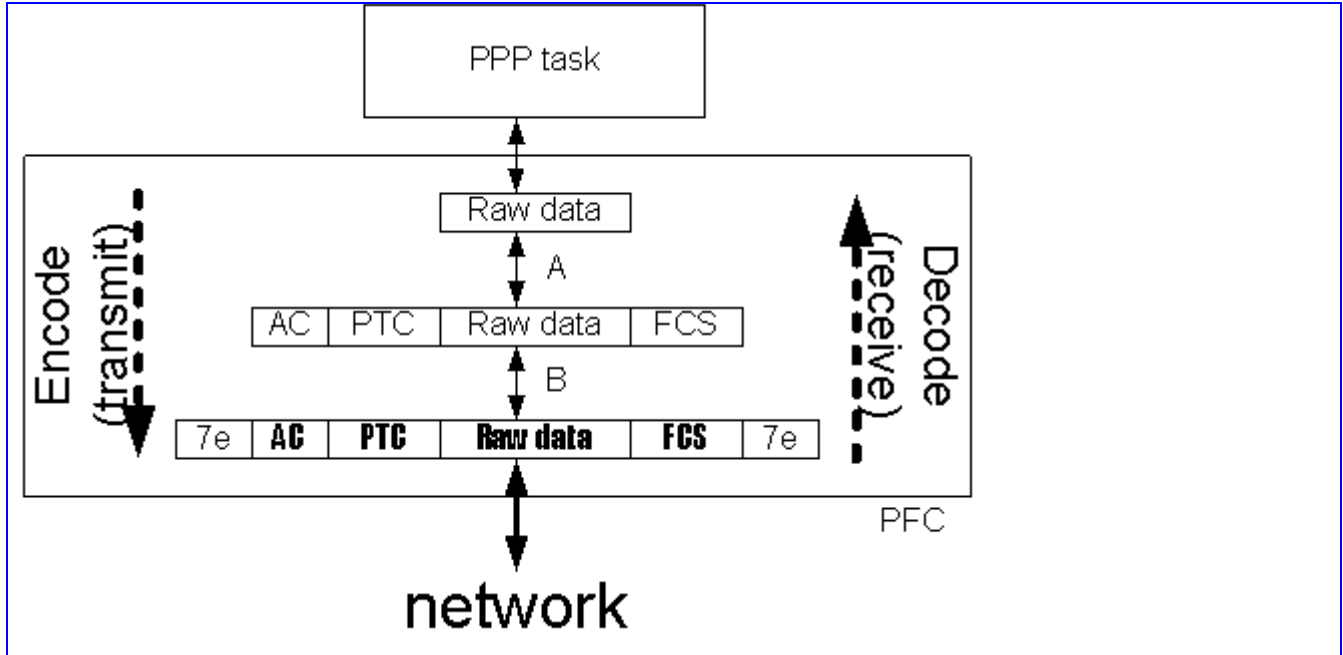 PPP task
Encode
(transmit)
Raw data
A
AC PTC Raw data FCS
B
7e AC PTC Raw data FCS 7e
Decode
(receive)
PFC
network